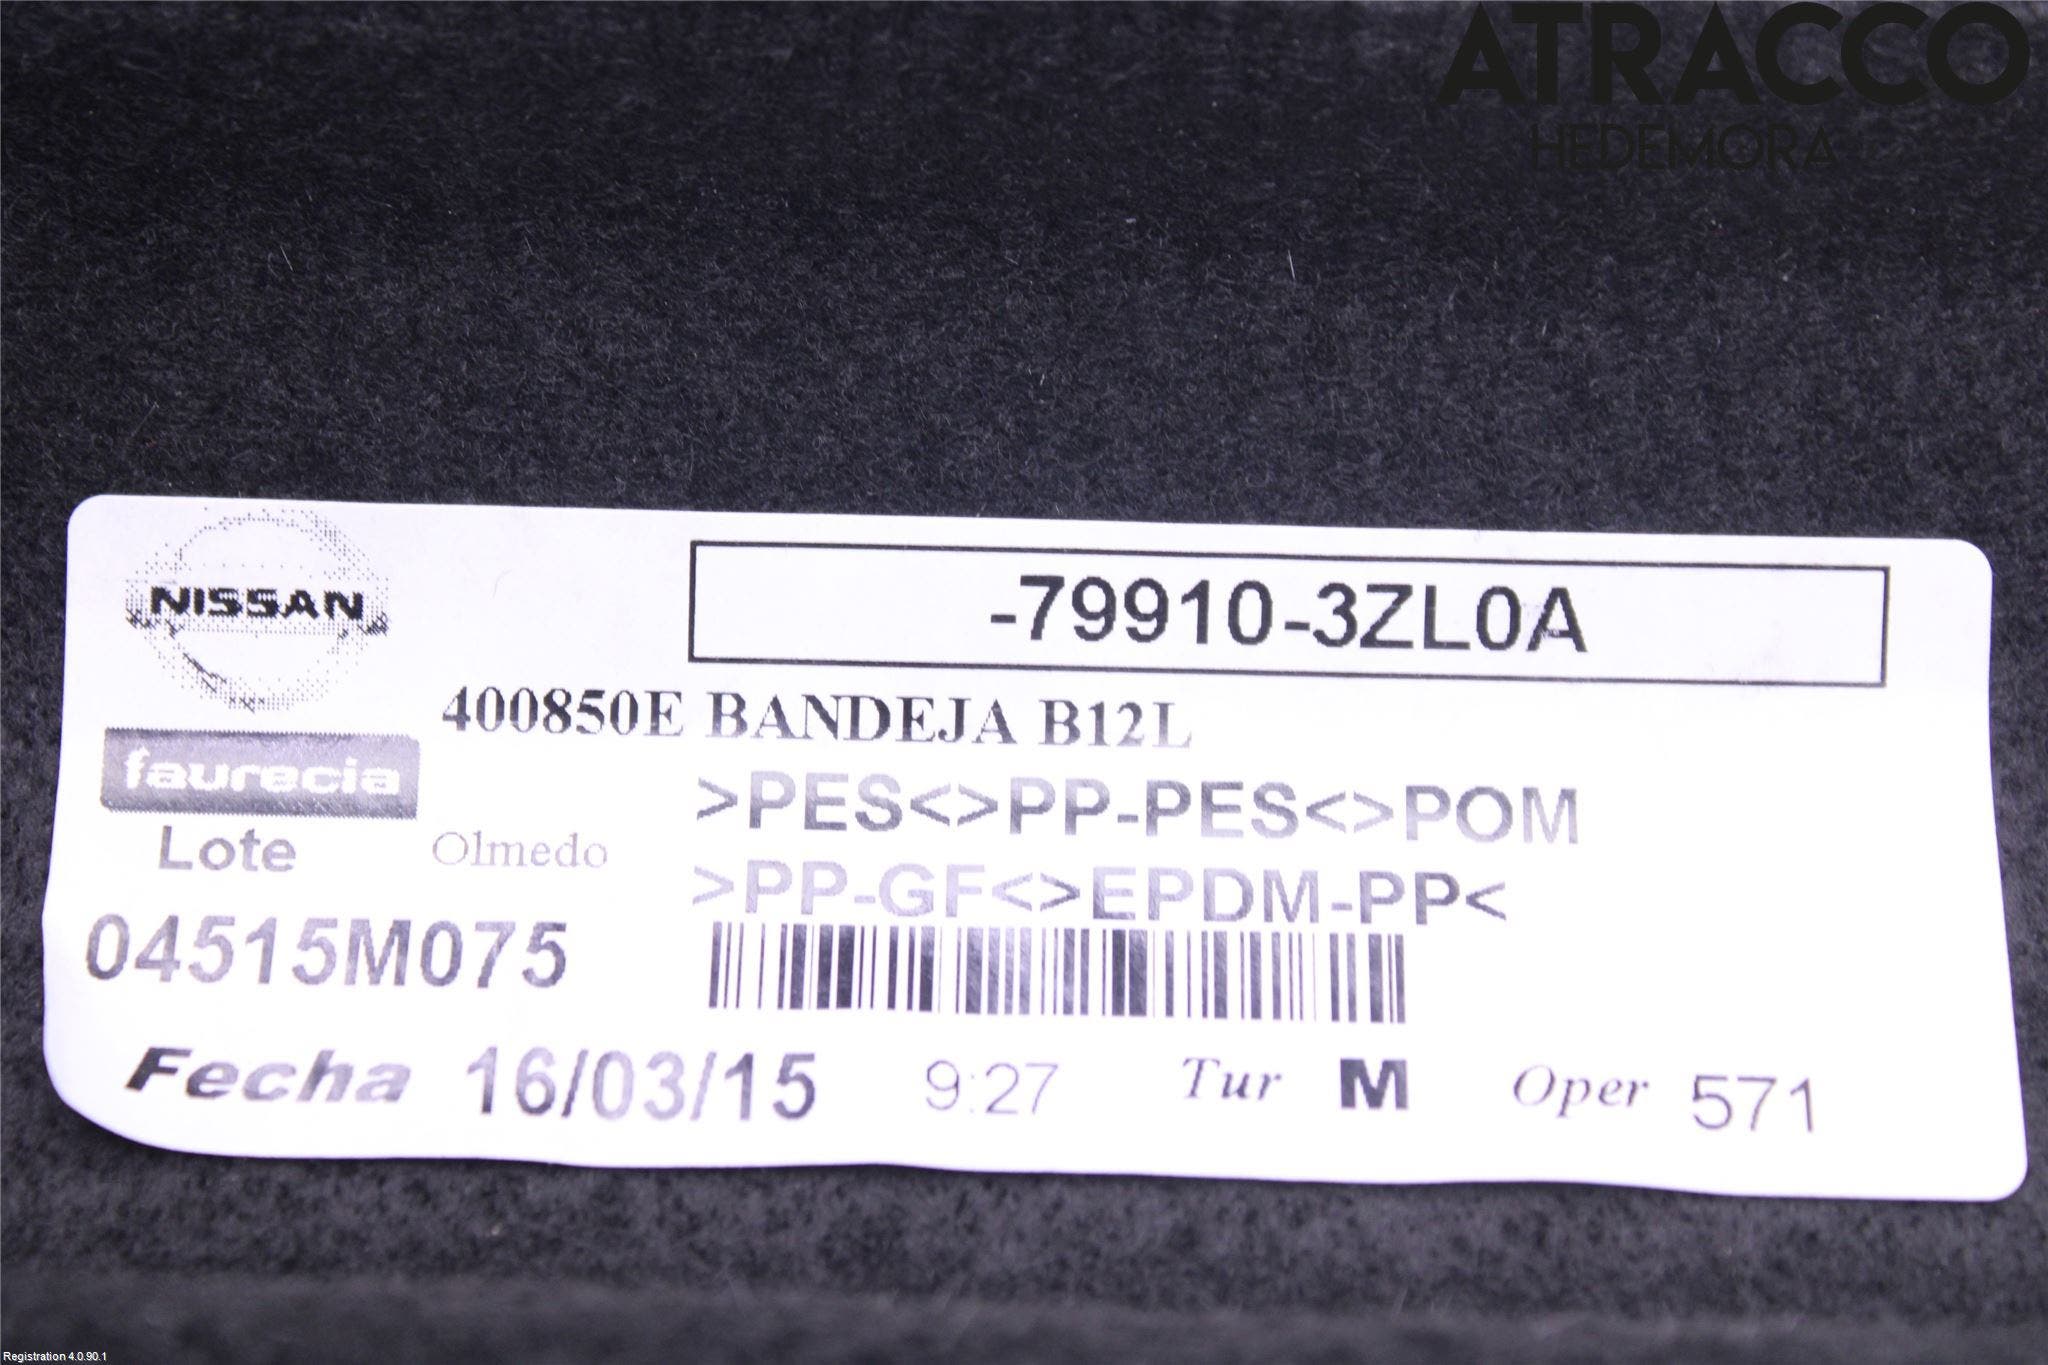 ATRACCO
HEDEMORA
NISSAN
-79910-3ZL0A
400850E BANDEJA B12L
faurecia
>PES<>PP-PES<>POM
Lote Olmedo
>PP-GF<>EPDM-PP<
04515M075
Fecha 16/03/15 9:27 Tur M Oper 571
Registration 4.0.90.1